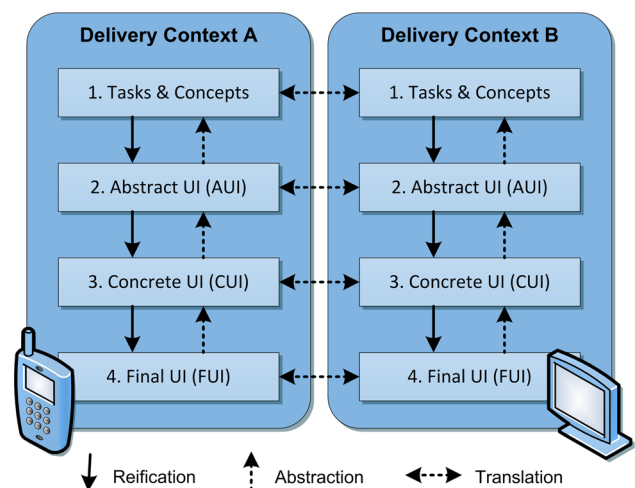 Delivery Context A
Delivery Context B
1. Tasks & Concepts
1. Tasks & Concepts
2. Abstract UI (AUI)
2. Abstract UI (AUI)
3. Concrete UI (CUI)
3. Concrete UI (CUI)
4. Final UI (FUI)
4. Final UI (FUI)
Reification
Abstraction
Translation